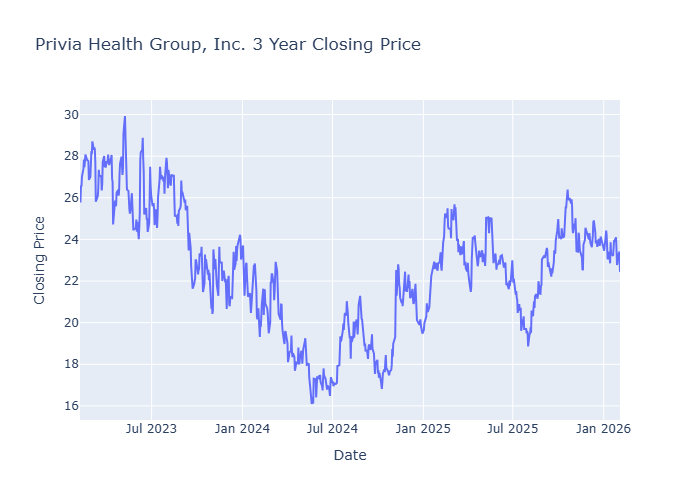 Privia Health Group, Inc. 3 Year Closing Price
30
28
26
24
22
20
18
16
Closing Price
Jul 2023
Jan 2024
Jul 2024
Jan 2025
Jul 2025
Jan 2026
Date